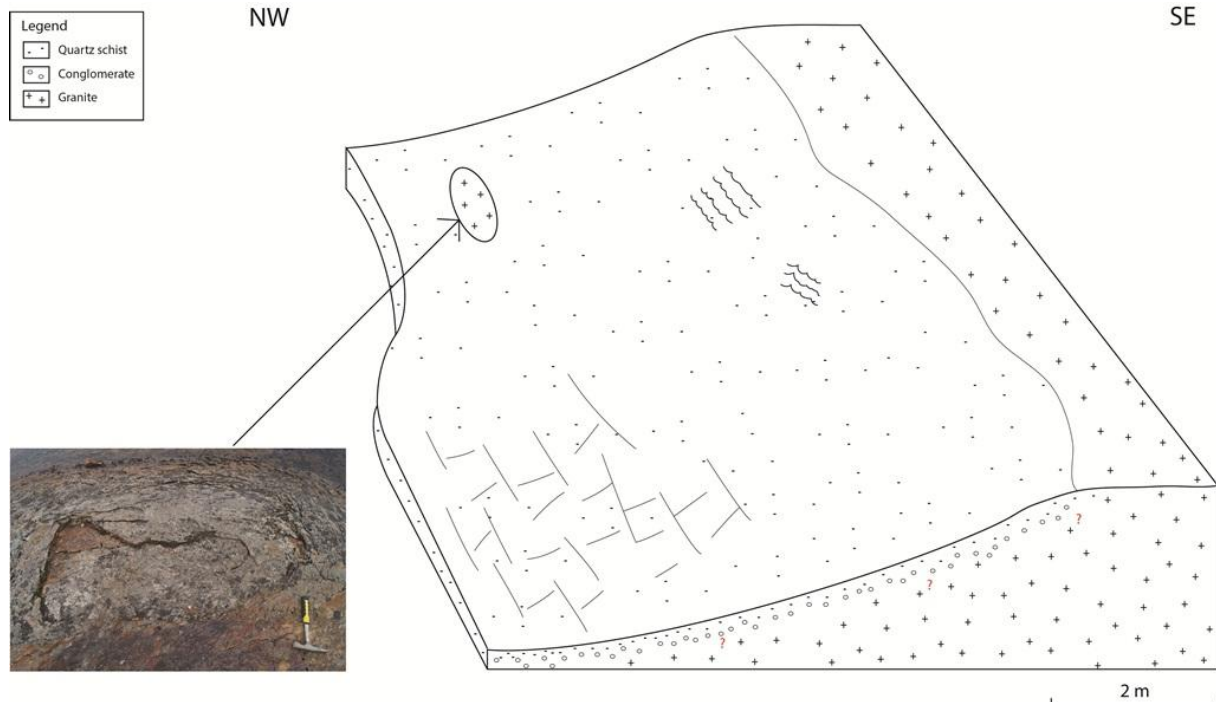 NW
SE
Legend
Quartz schist
Conglomerate
Granite
?
?
?
2 m